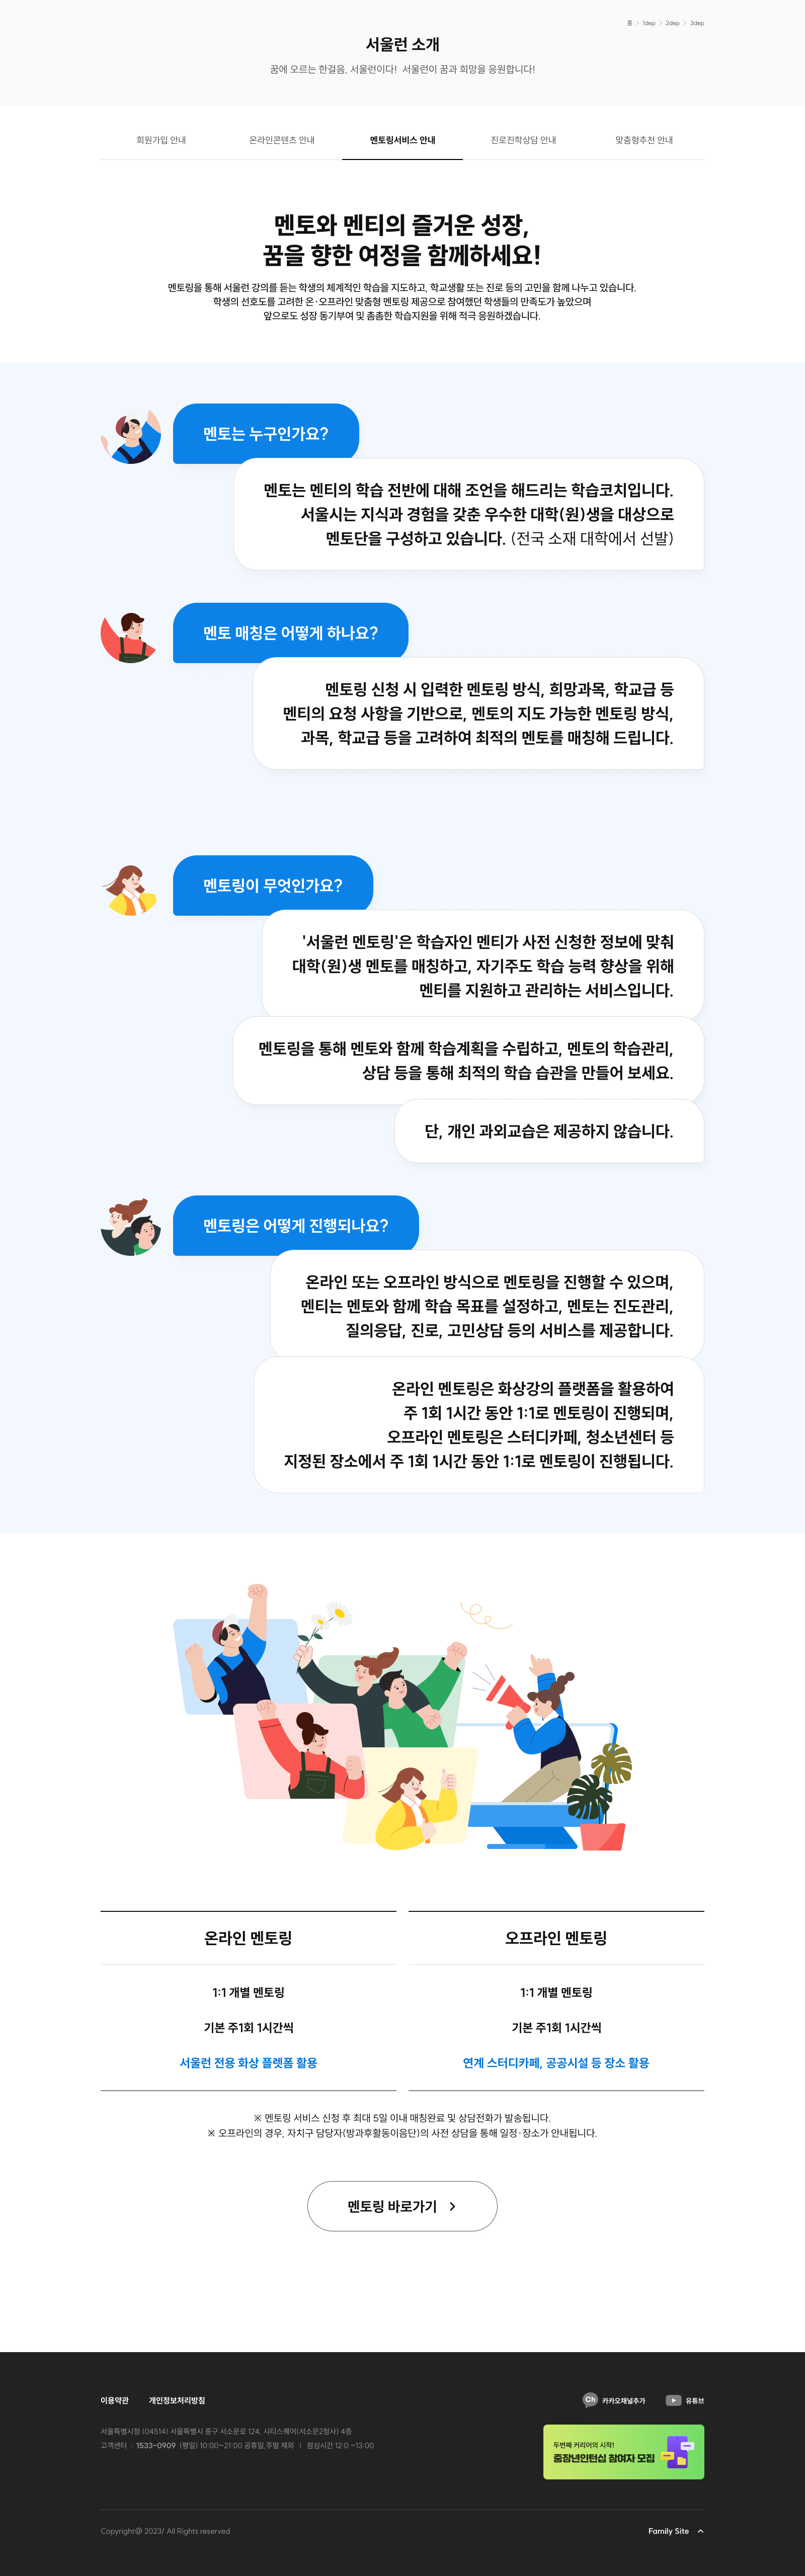 홈 > 1dep > 2dep > 3dep
서울런 소개
꿈에 오르는 한걸음, 서울런이다! 서울런이 꿈과 희망을 응원합니다!
회원가입 안내
온라인콘텐츠 안내
멘토링서비스 안내
진로진학상담 안내
맞춤형추천 안내
멘토와 멘티의 즐거운 성장,
꿈을 향한 여정을 함께하세요!
멘토링을 통해 서울런 강의를 듣는 학생의 체계적인 학습을 지도하고, 학교생활 또는 진로 등의 고민을 함께 나누고 있습니다.
학생의 선호도를 고려한 온·오프라인 맞춤형 멘토링 제공으로 참여했던 학생들의 만족도가 높았으며
앞으로도 성장 동기부여 및 촘촘한 학습지원을 위해 적극 응원하겠습니다.
멘토는 누구인가요?
멘토는 멘티의 학습 전반에 대해 조언을 해드리는 학습코치입니다.
서울시는 지식과 경험을 갖춘 우수한 대학(원)생을 대상으로
멘토단을 구성하고 있습니다. (전국 소재 대학에서 선발)
멘토 매칭은 어떻게 하나요?
멘토링 신청 시 입력한 멘토링 방식, 희망과목, 학교급 등
멘티의 요청 사항을 기반으로, 멘토의 지도 가능한 멘토링 방식,
과목, 학교급 등을 고려하여 최적의 멘토를 매칭해 드립니다.
멘토링이 무엇인가요?
'서울런 멘토링'은 학습자인 멘티가 사전 신청한 정보에 맞춰
대학(원)생 멘토를 매칭하고, 자기주도 학습 능력 향상을 위해
멘티를 지원하고 관리하는 서비스입니다.
멘토링을 통해 멘토와 함께 학습계획을 수립하고, 멘토의 학습관리,
상담 등을 통해 최적의 학습 습관을 만들어 보세요.
단, 개인 과외교습은 제공하지 않습니다.
멘토링은 어떻게 진행되나요?
온라인 또는 오프라인 방식으로 멘토링을 진행할 수 있으며,
멘티는 멘토와 함께 학습 목표를 설정하고, 멘토는 진도관리,
질의응답, 진로, 고민상담 등의 서비스를 제공합니다.
온라인 멘토링은 화상강의 플랫폼을 활용하여
주 1회 1시간 동안 1:1로 멘토링이 진행되며,
오프라인 멘토링은 스터디카페, 청소년센터 등
지정된 장소에서 주 1회 1시간 동안 1:1로 멘토링이 진행됩니다.
온라인 멘토링
1:1 개별 멘토링
기본 주1회 1시간씩
서울런 전용 화상 플렛폼 활용
오프라인 멘토링
1:1 개별 멘토링
기본 주1회 1시간씩
연계 스터디카페, 공공시설 등 장소 활용
※ 멘토링 서비스 신청 후 최대 5일 이내 매칭완료 및 상담전화가 발송됩니다.
※ 오프라인의 경우, 자치구 담당자(방과후활동이음단)의 사전 상담을 통해 일정·장소가 안내됩니다.
멘토링 바로가기 >
이용약관
개인정보처리방침
Ch 카카오채널추가
유튜브
서울특별시청 (04514) 서울특별시 중구 서소문로 124, 시티스퀘어(서소문2청사) 4층
고객센터 | 1533-0909 (평일) 10:00~21:00 공휴일,주말 제외 | 점심시간 12:0 ~13:00
두번째 커리어의 시작!
중장년인턴십 참여자 모집
Copyright@ 2023/ All Rights reserved
Family Site